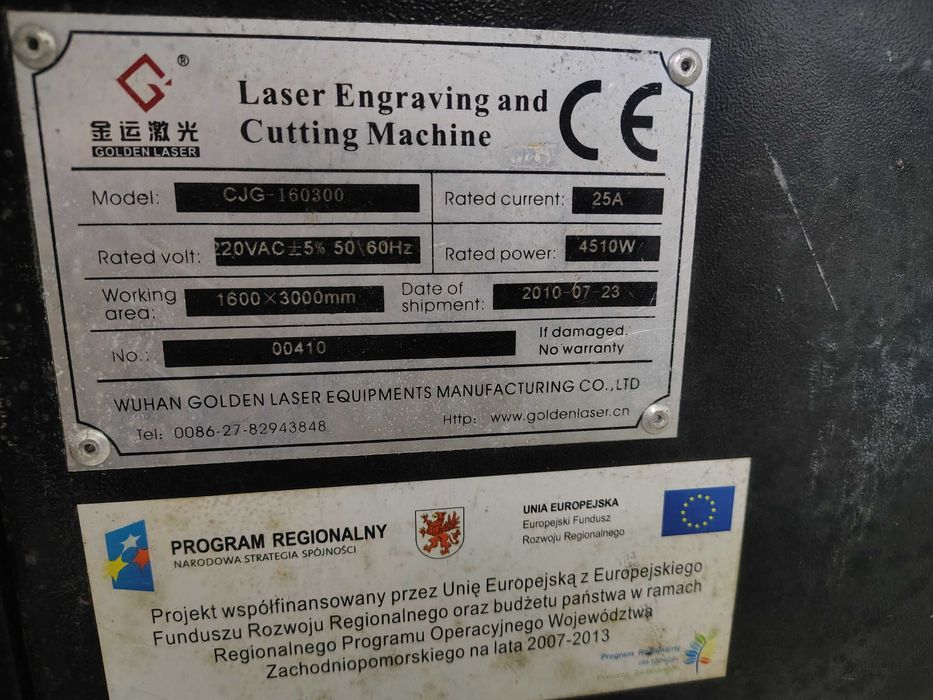 ®
金运激光
GOLDEN LASER
Laser Engraving and
Cutting Machine
CE
Model: CJG-160300
Rated current: 25A
Rated volt: 220VAC±5% 50\60Hz
Rated power: 4510W
Working area: 1600×3000mm
Date of shipment: 2010-07-23
No.: 00410
If damaged.
No warranty
WUHAN GOLDEN LASER EQUIPMENTS MANUFACTURING CO.,LTD
Tel: 0086-27-82943848
Http: www.goldenlaser.cn
PROGRAM REGIONALNY
NARODOWA STRATEGIA SPÓJNOŚCI
UNIA EUROPEJSKA
Europejski Fundusz
Rozwoju Regionalnego
Projekt współfinansowany przez Unię Europejską z Europejskiego
Funduszu Rozwoju Regionalnego oraz budżetu państwa w ramach
Regionalnego Programu Operacyjnego Województwa
Zachodniopomorskiego na lata 2007-2013
Program Regionalny